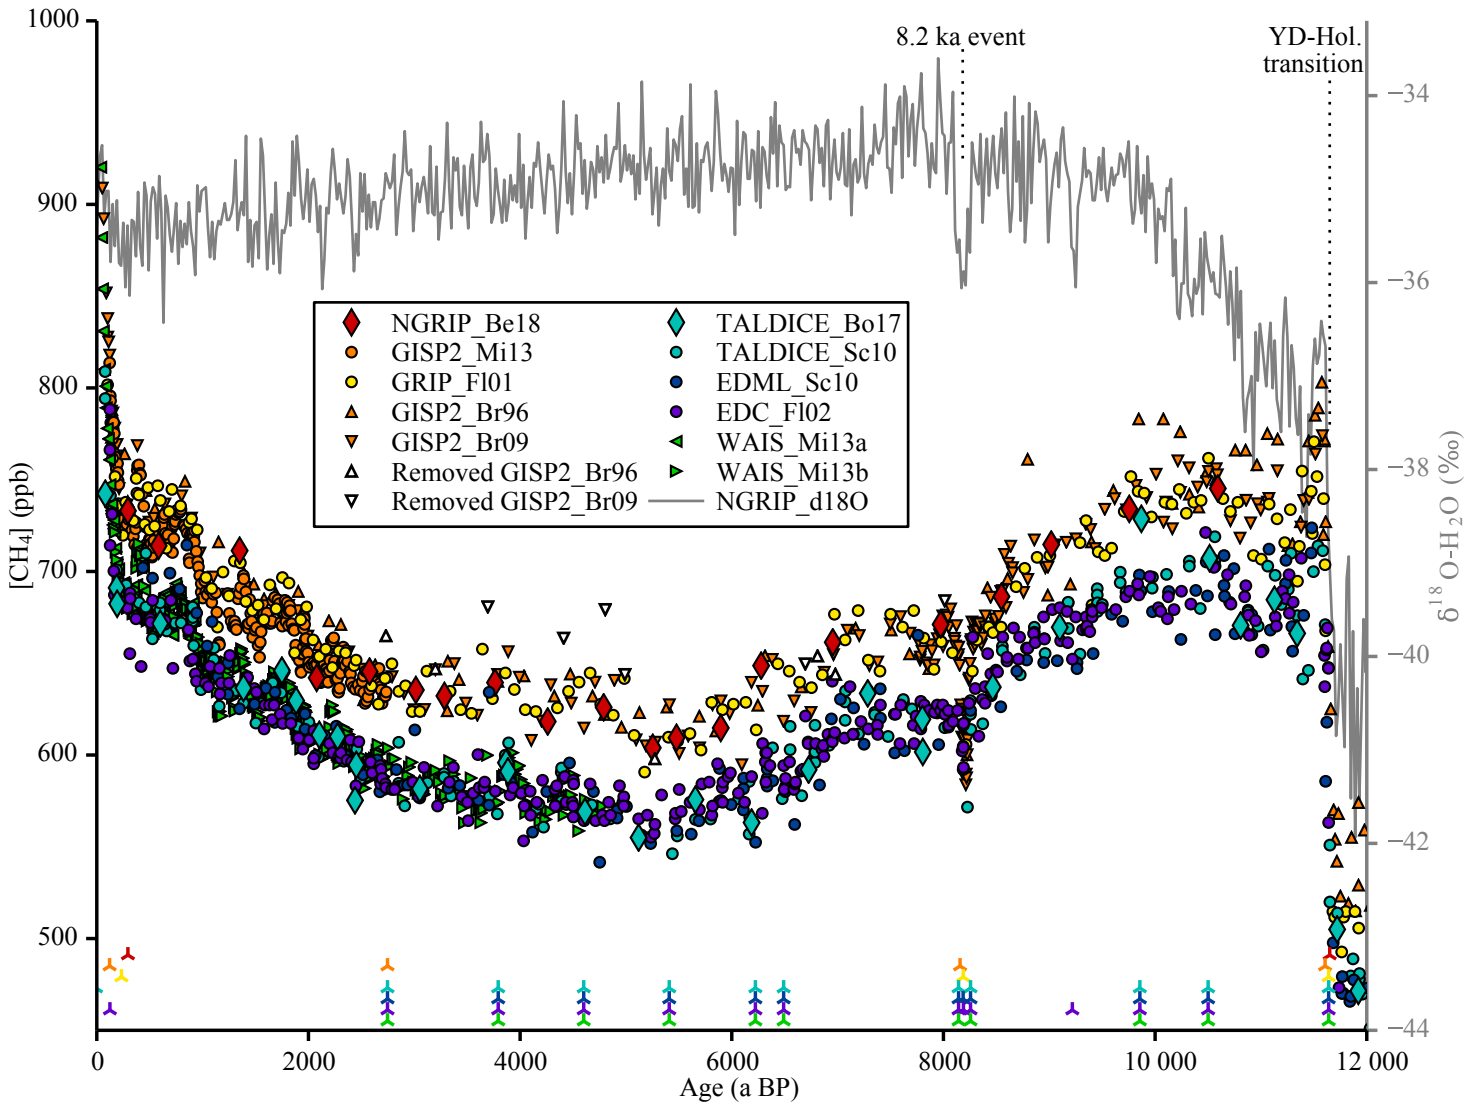 1000
900
800
700
600
500
[CH4] (ppb)
8.2 ka event
YD-Hol.
transition
NGRIP_Be18
GISP2_Mi13
GRIP_Fl01
GISP2_Br96
GISP2_Br09
Removed GISP2_Br96
Removed GISP2_Br09
TALDICE_Bo17
TALDICE_Sc10
EDML_Sc10
EDC_Fl02
WAIS_Mi13a
WAIS_Mi13b
NGRIP_d18O
−34
−36
−38
−40
−42
−44
δ18 O-H2O (‰)
0
2000
4000
6000
8000
10 000
12 000
Age (a BP)